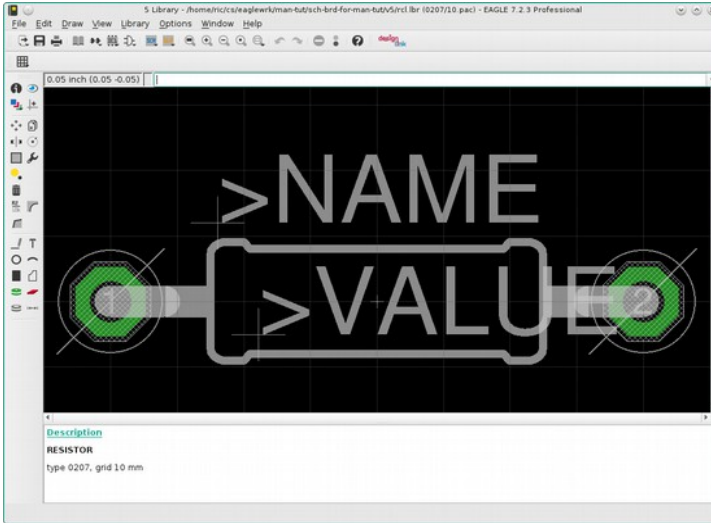 5 Library - /home/ric/cs/eaglewrk/man-tut/sch-brd-for-man-tut/v5/rcl.lbr (0207/10.pac) - EAGLE 7.2.3 Professional
File Edit Draw View Library Options Window Help
design
0.05 inch (0.05 -0.05)
>NAME
1 >VALUE 2
Description
RESISTOR
type 0207, grid 10 mm